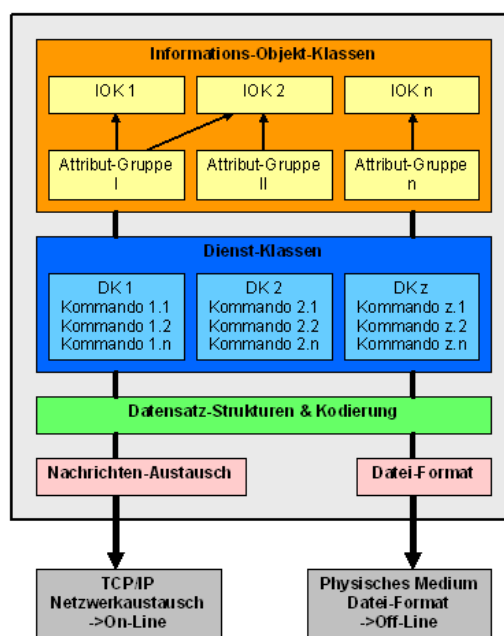 Informations-Objekt-Klassen
IOK 1
IOK 2
IOK n
Attribut-Gruppe
I
Attribut-Gruppe
II
Attribut-Gruppe
n
Dienst-Klassen
DK 1
Kommando 1.1
Kommando 1.2
Kommando 1.n
DK 2
Kommando 2.1
Kommando 2.2
Kommando 2.n
DK z
Kommando z.1
Kommando z.2
Kommando z.n
Datensatz-Strukturen & Kodierung
Nachrichten-Austausch
Datei-Format
TCP/IP
Netzwerkaustausch
->On-Line
Physisches Medium
Datei-Format
->Off-Line